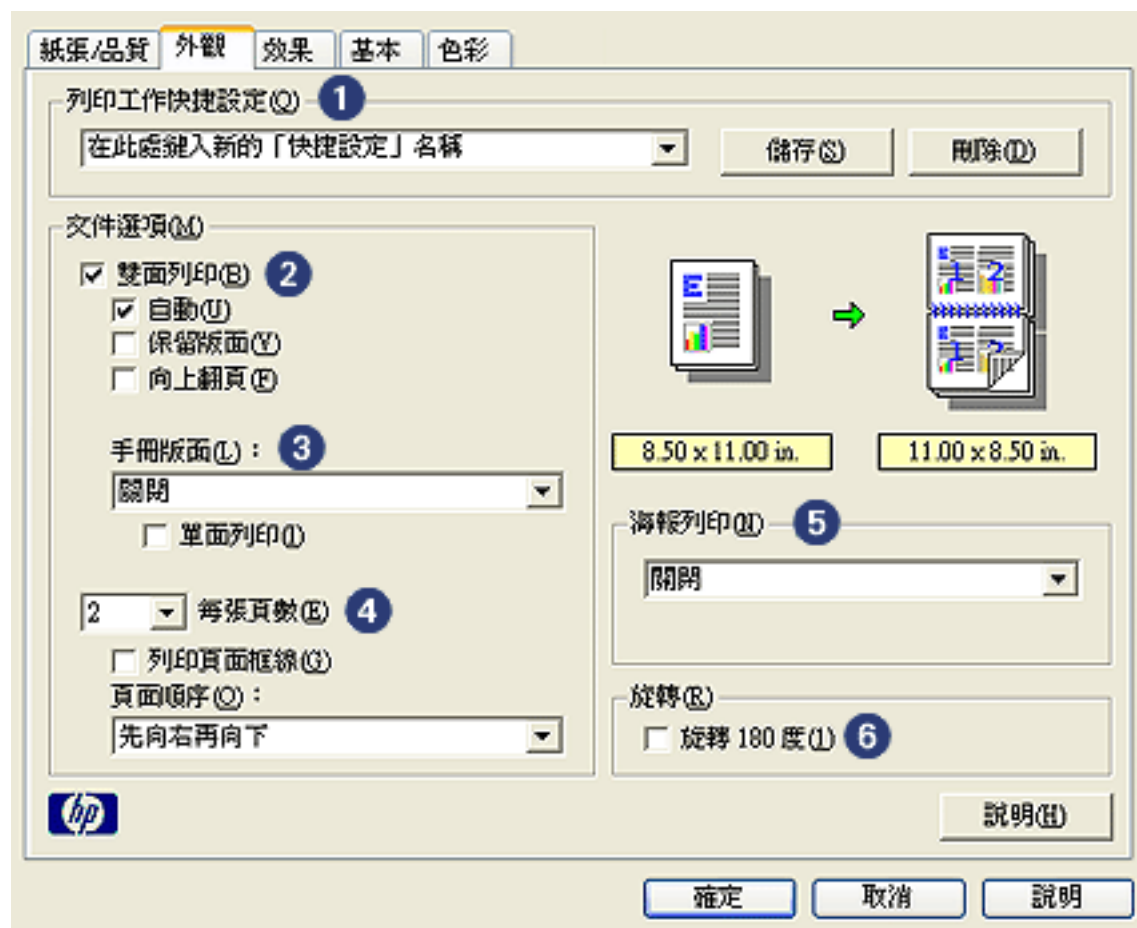 紙張/品質 外觀 效果 基本 色彩
列印工作快捷設定(Q) 1
在此處鍵入新的「快捷設定」名稱 儲存(S) 刪除(D)
文件選項(M)
雙面列印(B) 2
自動(U)
保留版面(Y)
向上翻頁(F)
手冊版面(L)： 3
關閉
單面列印(I)
2 每張頁數(E) 4
列印頁面框線(G)
頁面順序(O)：
先向右再向下
E
1 2
1 2
8.50 x 11.00 in. 11.00 x 8.50 in.
海報列印(N) 5
關閉
旋轉(R)
旋轉 180 度(1) 6
hp
說明(H)
確定 取消 說明